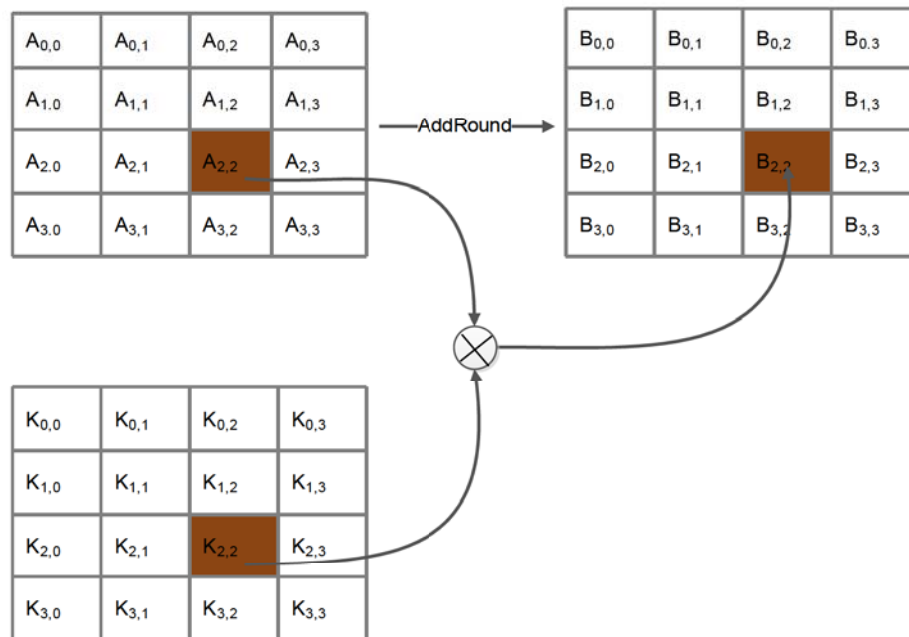 A0,0 A0,1 A0,2 A0,3
A1.0 A1,1 A1,2 A1,3
A2.0 A2,1 A2,2 A2,3
A3.0 A3,1 A3,2 A3,3
AddRound
B0,0 B0,1 B0,2 B0.3
B1.0 B1,1 B1,2 B1,3
B2,0 B2,1 B2,2 B2,3
B3,0 B3,1 B3,2 B3,3
K0,0 K0,1 K0,2 K0,3
K1,0 K1,1 K1,2 K1,3
K2,0 K2,1 K2,2 K2,3
K3,0 K3,1 K3,2 K3,3